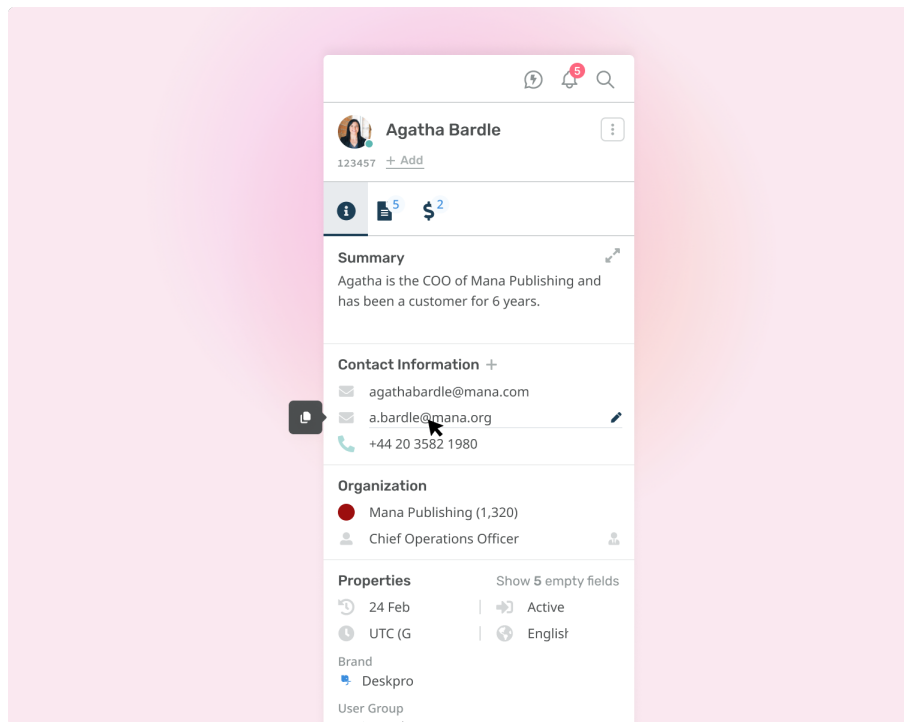 5
Agatha Bardle
123457 + Add
5 2
Summary
Agatha is the COO of Mana Publishing and
has been a customer for 6 years.
Contact Information +
agathabardle@mana.com
a.bardle@mana.org
+44 20 3582 1980
Organization
Mana Publishing (1,320)
Chief Operations Officer
Properties Show 5 empty fields
24 Feb Active
UTC (G English
Brand
Deskpro
User Group